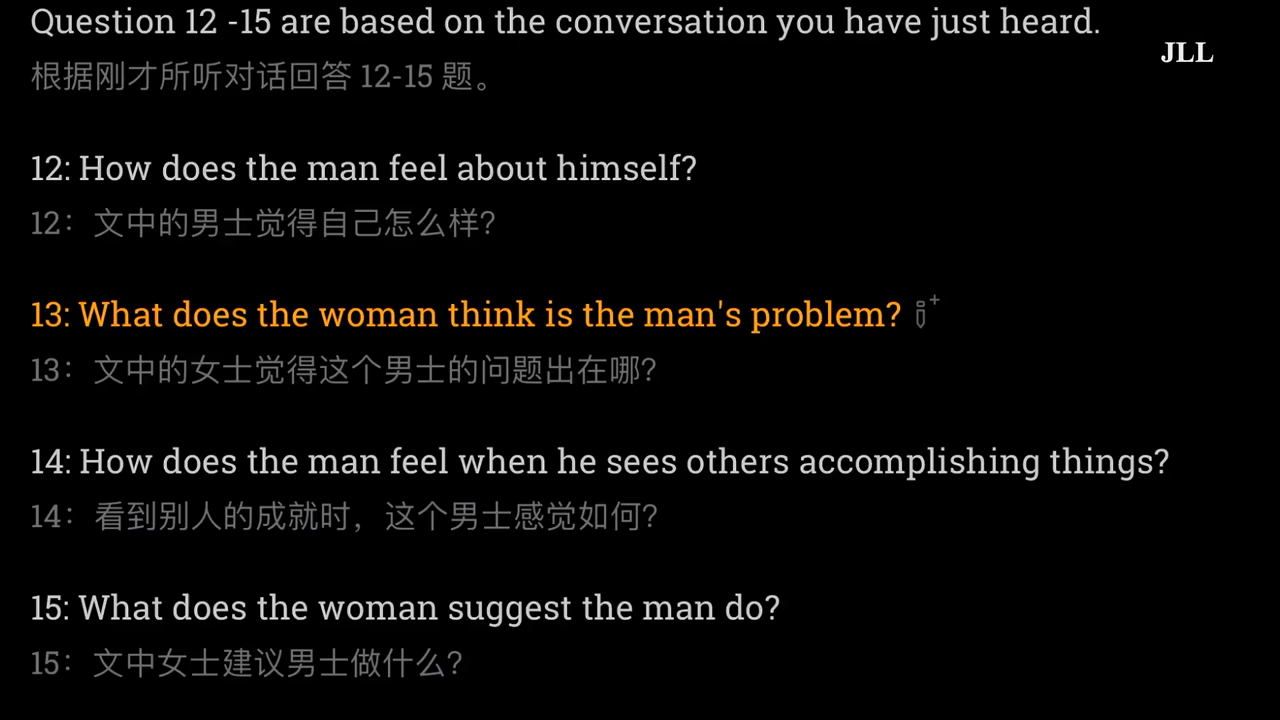 Question 12 -15 are based on the conversation you have just heard.
JLL
根据刚才所听对话回答 12-15 题。
12: How does the man feel about himself?
12：文中的男士觉得自己怎么样?
13: What does the woman think is the man's problem?
13：文中的女士觉得这个男士的问题出在哪?
14: How does the man feel when he sees others accomplishing things?
14：看到别人的成就时，这个男士感觉如何?
15: What does the woman suggest the man do?
15：文中女士建议男士做什么?